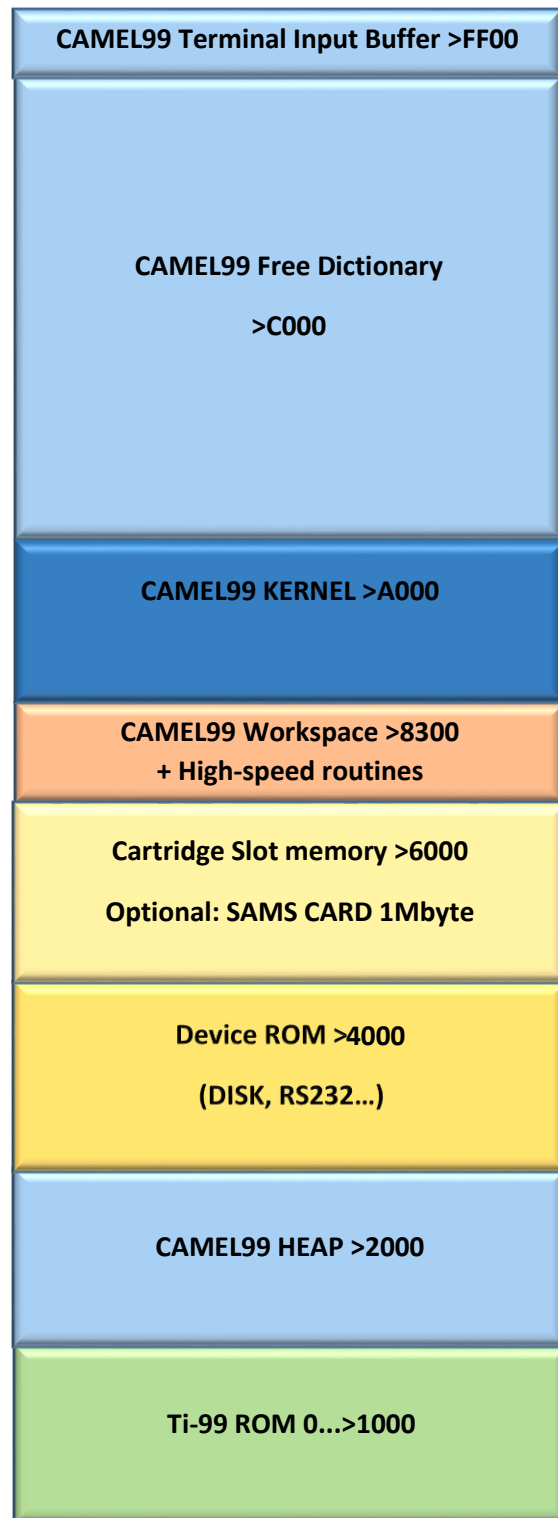 CAMEL99 Terminal Input Buffer >FF00
CAMEL99 Free Dictionary
>C000
CAMEL99 KERNEL >A000
CAMEL99 Workspace >8300
+ High-speed routines
Cartridge Slot memory >6000
Optional: SAMS CARD 1Mbyte
Device ROM >4000
(DISK, RS232...)
CAMEL99 HEAP >2000
Ti-99 ROM 0...>1000